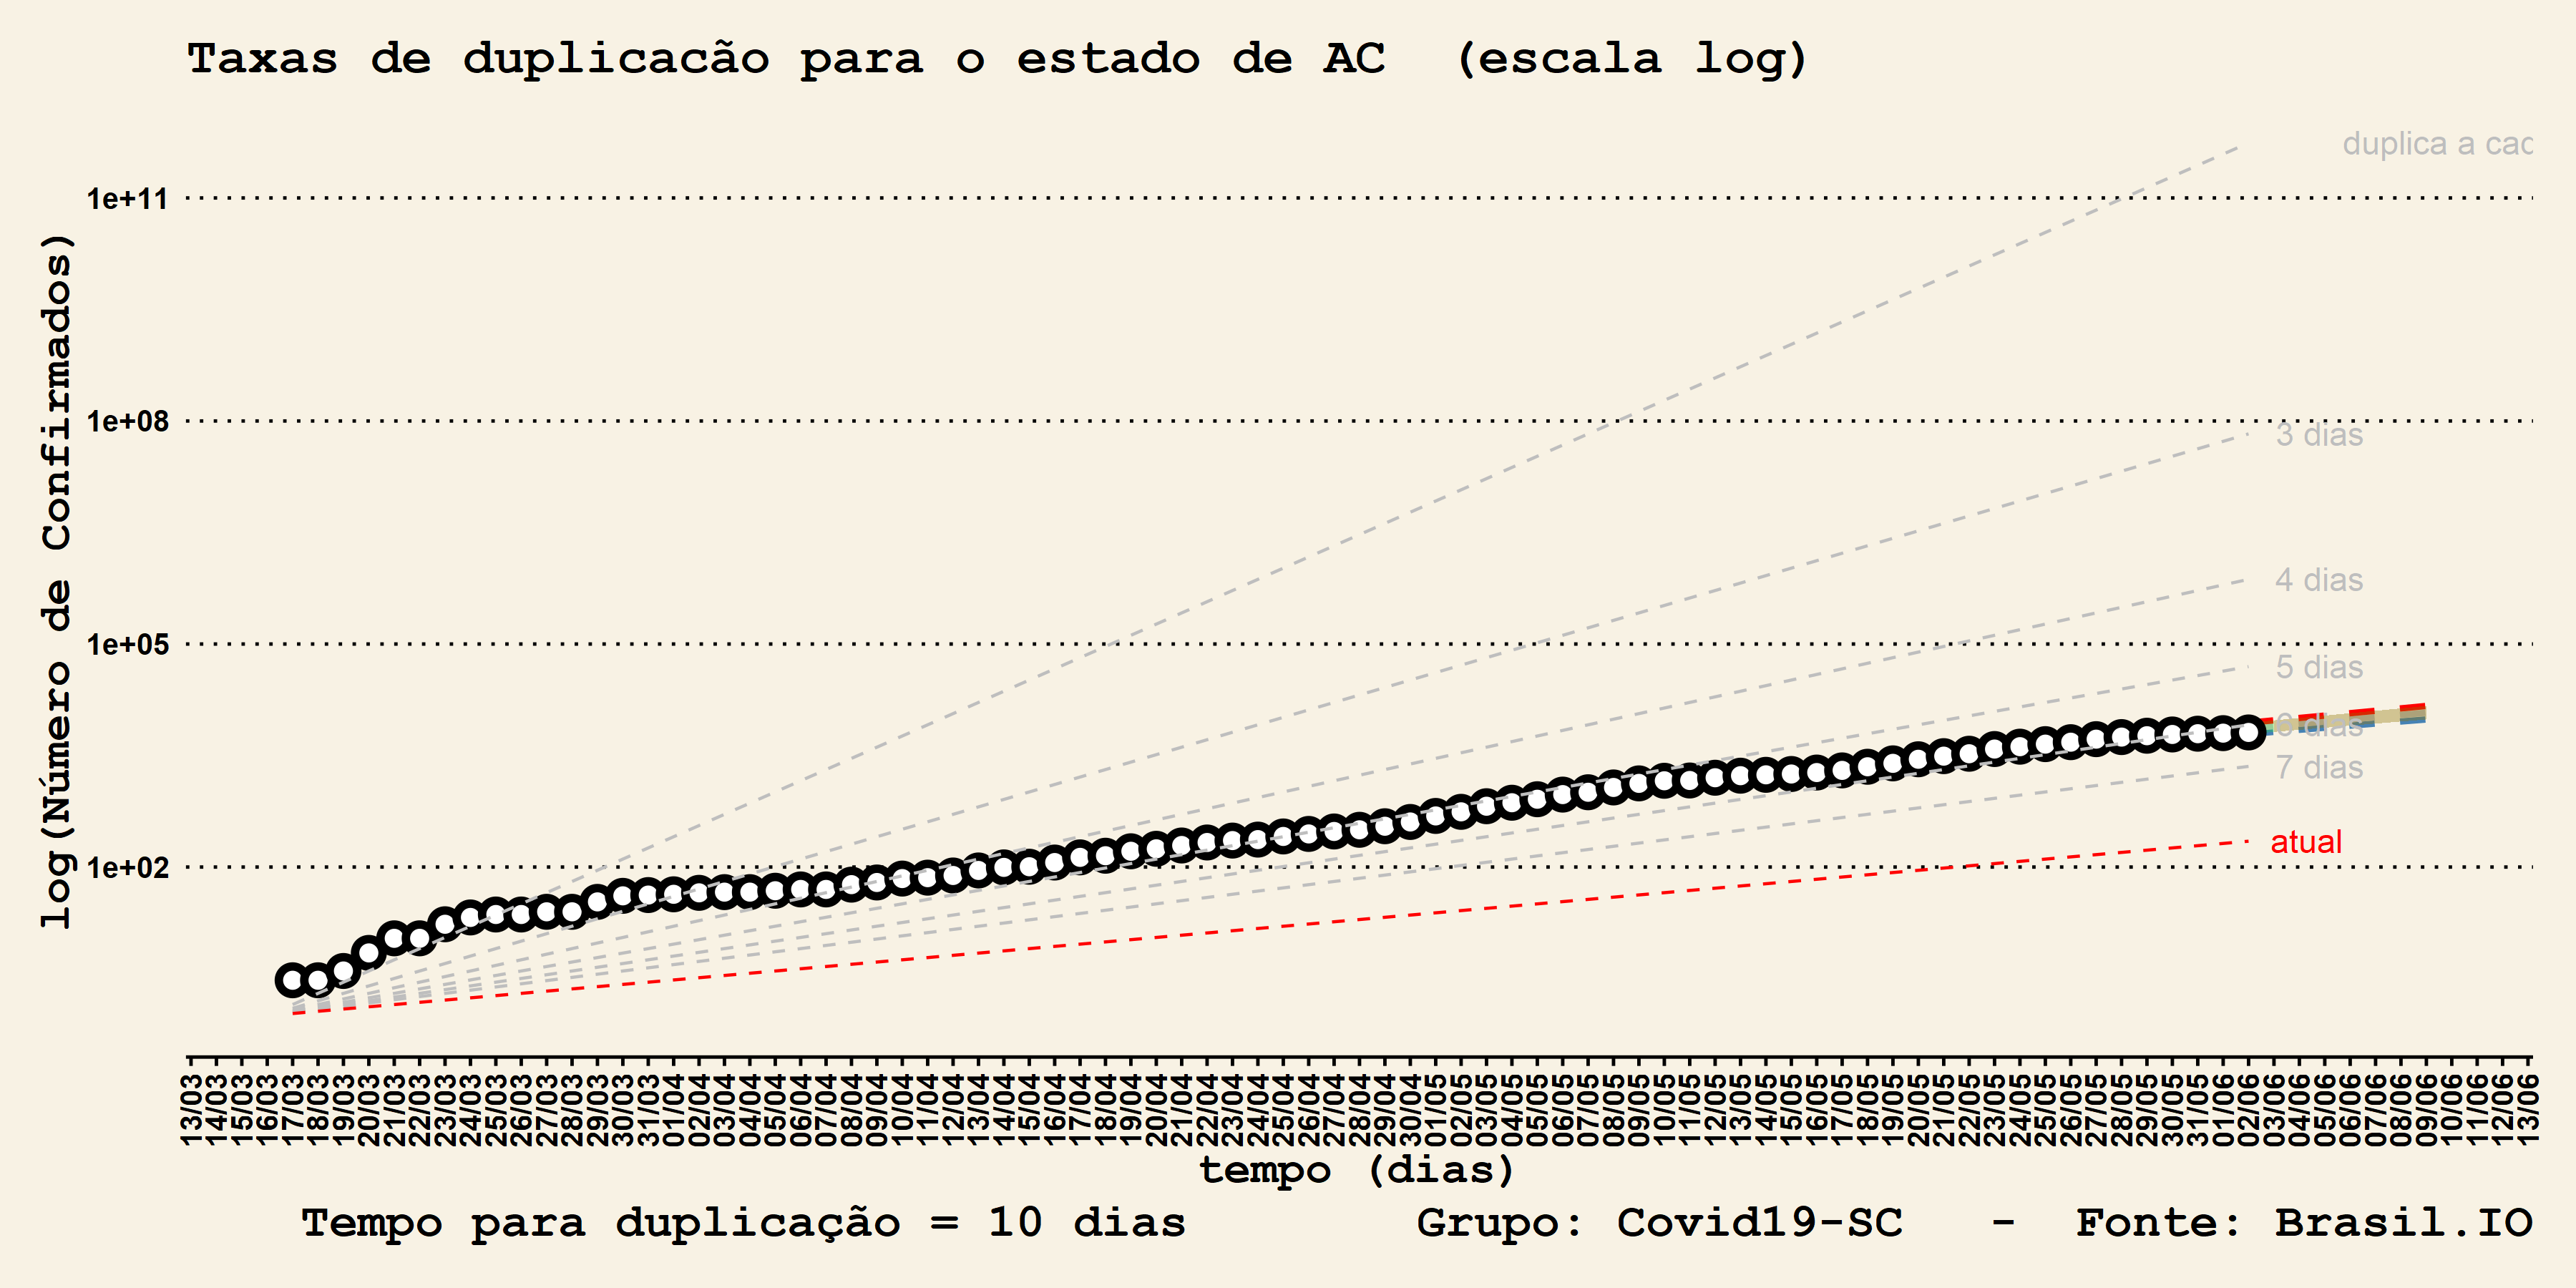 Taxas de duplicacão para o estado de AC  (escala log)
duplica a cac
1e+11
1e+08
3 dias
4 dias
1e+05
5 dias
6 dias
7 dias
atual
1e+02
log(Número de Confirmados)
13/03 14/03 15/03 16/03 17/03 18/03 19/03 20/03 21/03 22/03 23/03 24/03 25/03 26/03 27/03 28/03 29/03 30/03 31/03 01/04 02/04 03/04 04/04 05/04 06/04 07/04 08/04 09/04 10/04 11/04 12/04 13/04 14/04 15/04 16/04 17/04 18/04 19/04 20/04 21/04 22/04 23/04 24/04 25/04 26/04 27/04 28/04 29/04 30/04 01/05 02/05 03/05 04/05 05/05 06/05 07/05 08/05 09/05 10/05 11/05 12/05 13/05 14/05 15/05 16/05 17/05 18/05 19/05 20/05 21/05 22/05 23/05 24/05 25/05 26/05 27/05 28/05 29/05 30/05 31/05 01/06 02/06 03/06 04/06 05/06 06/06 07/06 08/06 09/06 10/06 11/06 12/06 13/06
tempo (dias)
Tempo para duplicação = 10 dias        Grupo: Covid19-SC   -  Fonte: Brasil.IO